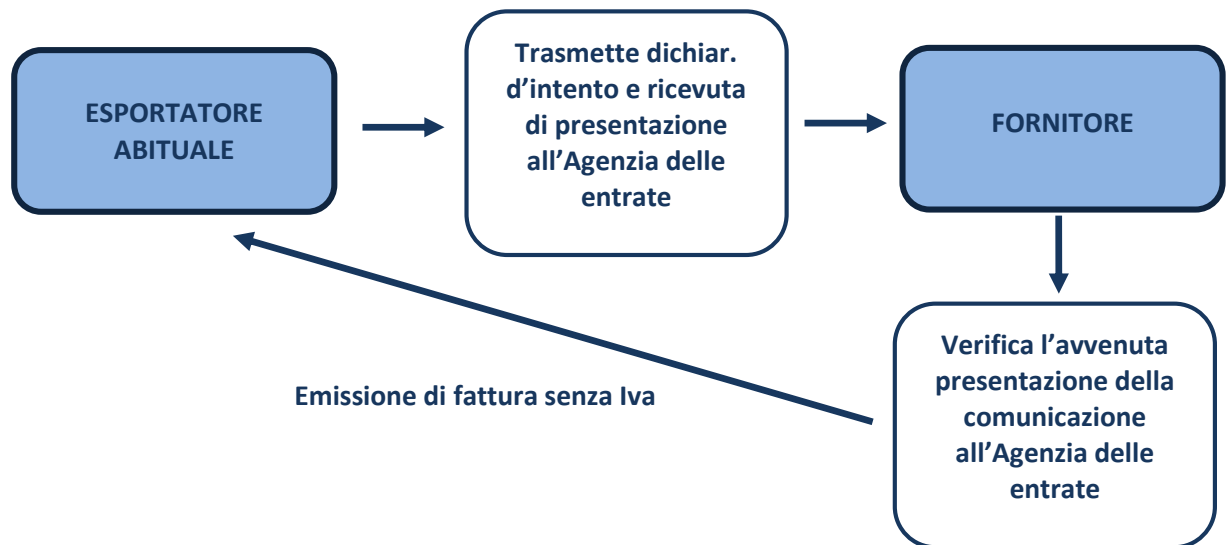 ESPORTATORE
ABITUALE
Trasmette dichiar.
d’intento e ricevuta
di presentazione
all’Agenzia delle
entrate
FORNITORE
Verifica l’avvenuta
presentazione della
comunicazione
all’Agenzia delle
entrate
Emissione di fattura senza Iva